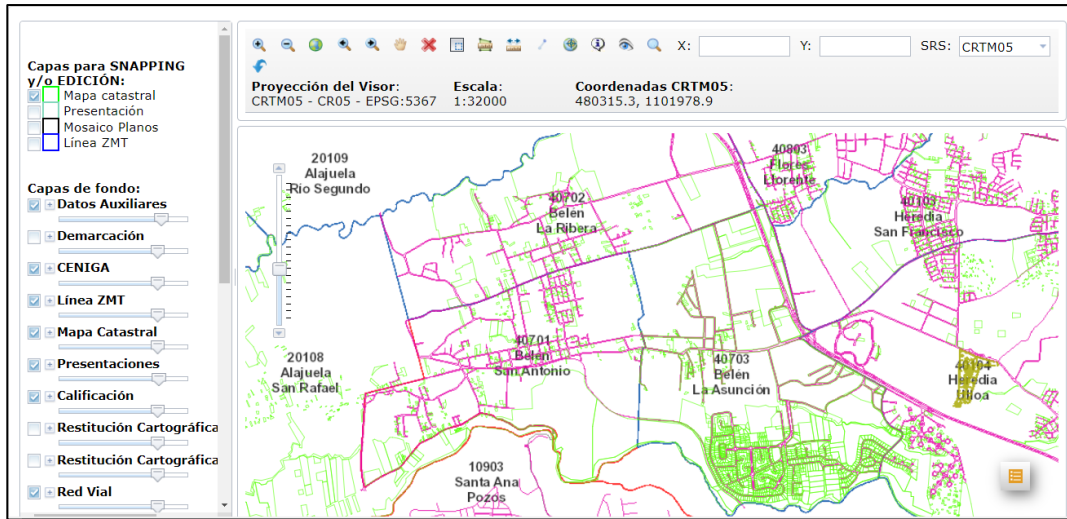 Capas para SNAPPING
y/o EDICIÓN:
Mapa catastral
Presentación
Mosaico Planos
Línea ZMT
Capas de fondo:
Datos Auxiliares
Demarcación
CENIGA
Línea ZMT
Mapa Catastral
Presentaciones
Calificación
Restitución Cartográfica
Restitución Cartográfica
Red Vial
X:
Y:
SRS: CRTM05
Proyección del Visor:
CRTM05 - CR05 - EPSG:5367
Escala:
1:32000
Coordenadas CRTM05:
480315.3, 1101978.9
20109
Alajuela
Río Segundo
40702
Belén
La Ribera
40803
Flores
Llorente
40103
Heredia
San Francisco
20108
Alajuela
San Rafael
40701
Belén
San Antonio
40703
Belén
La Asunción
40104
Heredia
Ulloa
10903
Santa Ana
Pozos